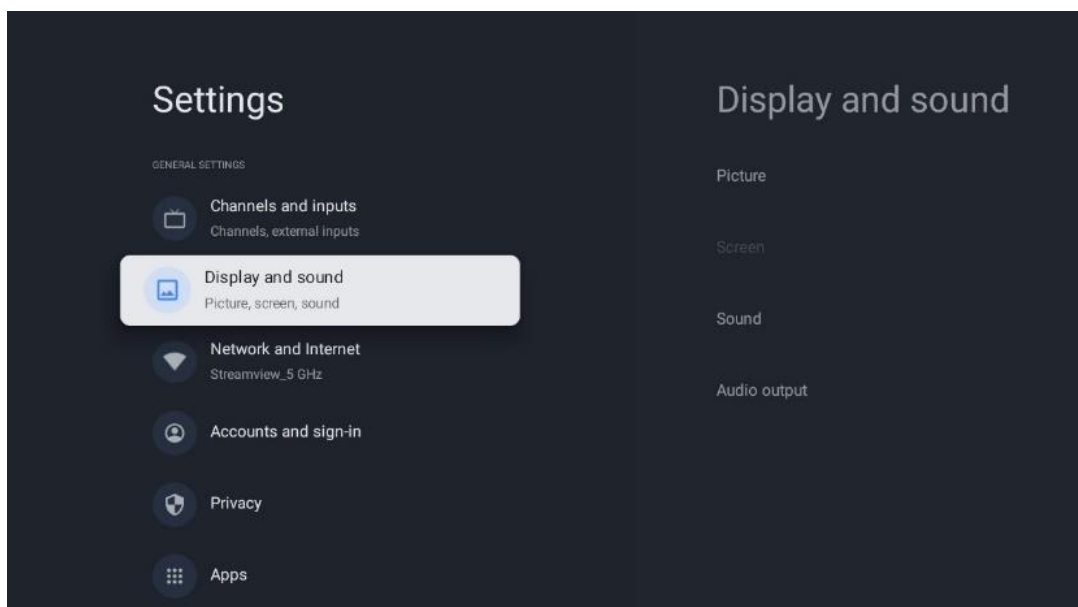 Settings
GENERAL SETTINGS
Channels and inputs
Channels, external inputs
Display and sound
Picture, screen, sound
Network and Internet
Streamview_5 GHz
Accounts and sign-in
Privacy
Apps
Display and sound
Picture
Screen
Sound
Audio output